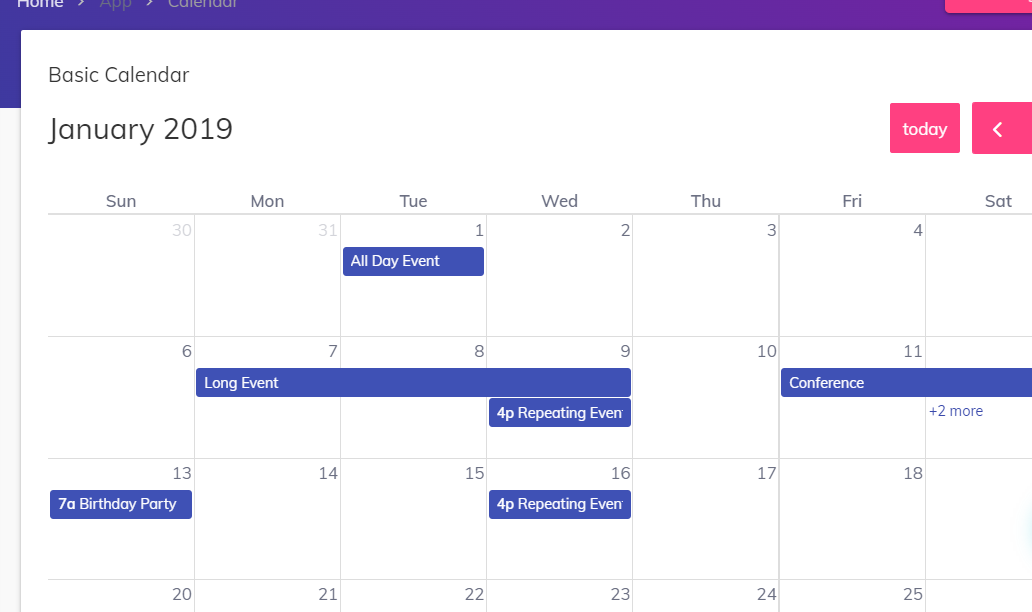 Home > App > Calendar
Basic Calendar
January 2019
today
Sun Mon Tue Wed Thu Fri Sat
30 31 1 2 3 4
All Day Event
6 7 8 9 10 11
Long Event Conference
4p Repeating Even +2 more
13 14 15 16 17 18
7a Birthday Party 4p Repeating Even
20 21 22 23 24 25